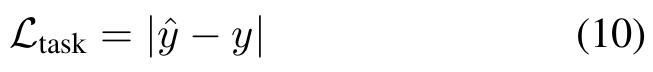 ℒ_task = |ŷ − y| (10)